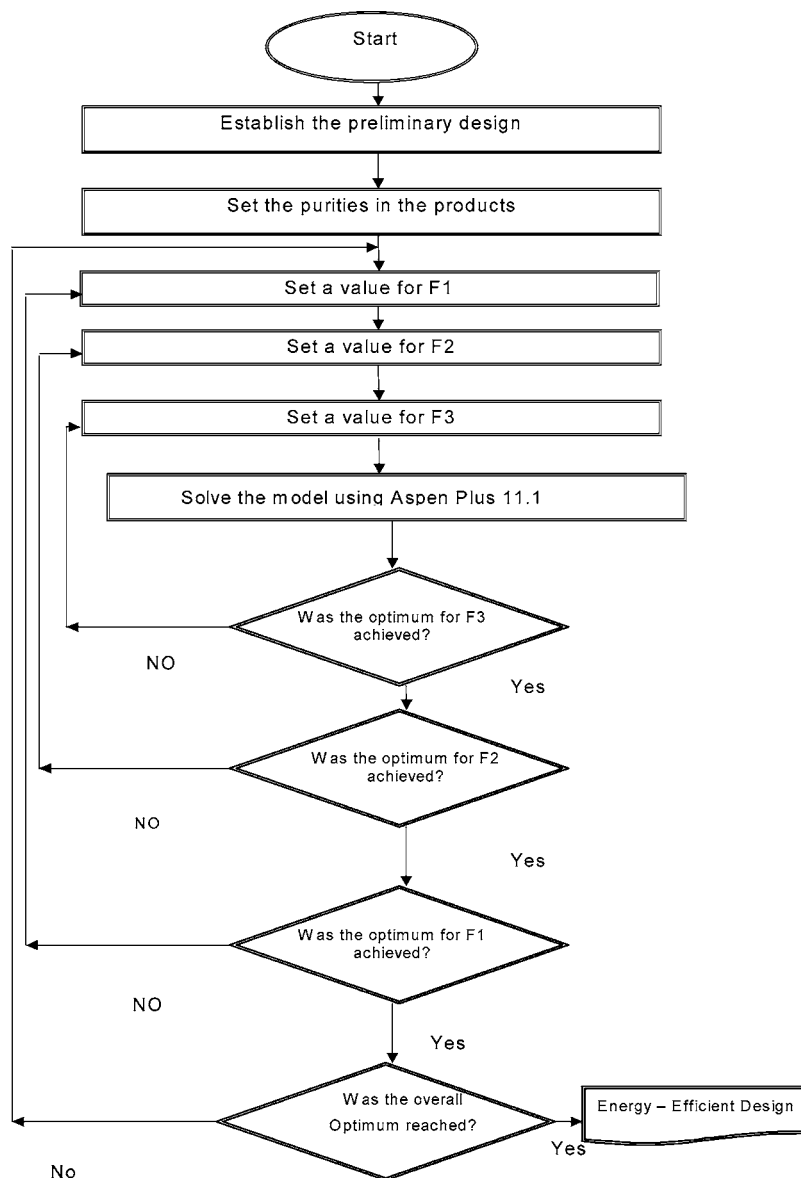 Start
Establish the preliminary design
Set the purities in the products
Set a value for F1
Set a value for F2
Set a value for F3
Solve the model using Aspen Plus 11.1
Was the optimum for F3
achieved?
NO
Yes
Was the optimum for F2
achieved?
NO
Yes
Was the optimum for F1
achieved?
NO
Yes
Was the overall
Optimum reached?
Energy – Efficient Design
Yes
No